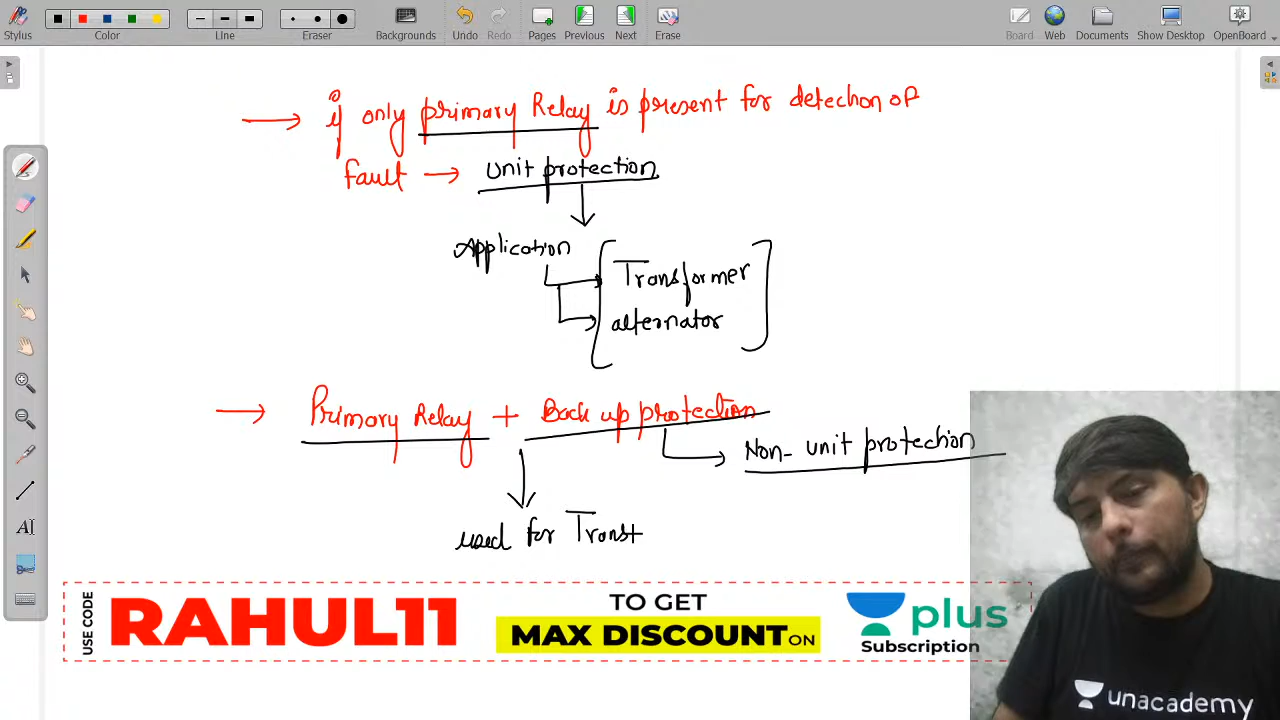 Stylus
Color
Line
Eraser
Backgrounds
Undo
Redo
Pages
Previous
Next
Erase
Board
Web
Documents
Show Desktop
OpenBoard
→ if only primary Relay is present for detection of
fault → unit protection
Application
Transformer
alternator
→ Primary Relay + Back up protection
Non-unit protection
used for Trans
USE CODE
RAHUL11
TO GET
MAX DISCOUNT ON
plus
Subscription
unacademy